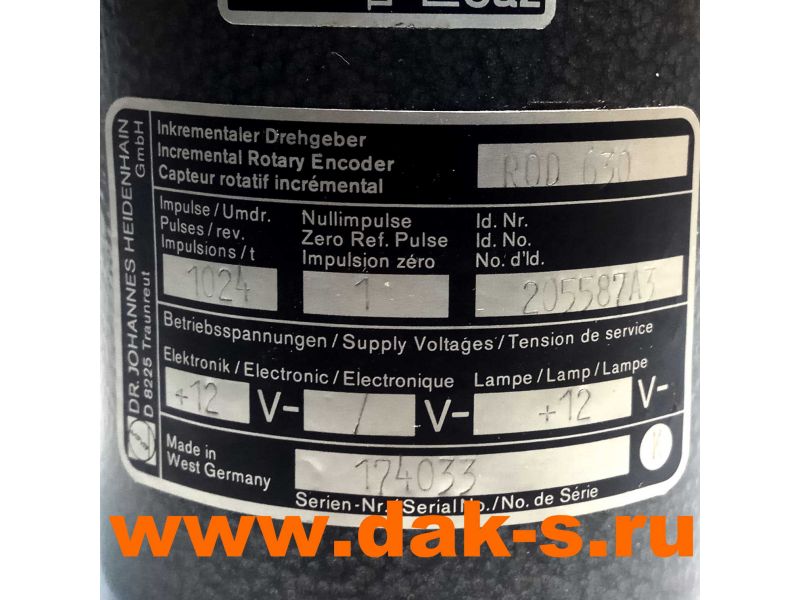 Inkrementaler Drehgeber
Incremental Rotary Encoder
Capteur rotatif incrémental
ROD 630
DR. JOHANNES HEIDENHAIN
GmbH
D 8225 Traunreut
Impulse / Umdr.
Pulses / rev.
Impulsions / t
1024
Nullimpulse
Zero Ref. Pulse
Impulsion zéro
1
Id. Nr.
Id. No.
No. d'Id.
205587A3
Betriebsspannungen / Supply Voltages / Tension de service
Elektronik / Electronic / Electronique
+12 V- / V-
Lampe / Lamp / Lampe
+12 V-
Made in
West Germany
174033
Serien-Nr. / Serial No. / No. de Série
www.dak-s.ru